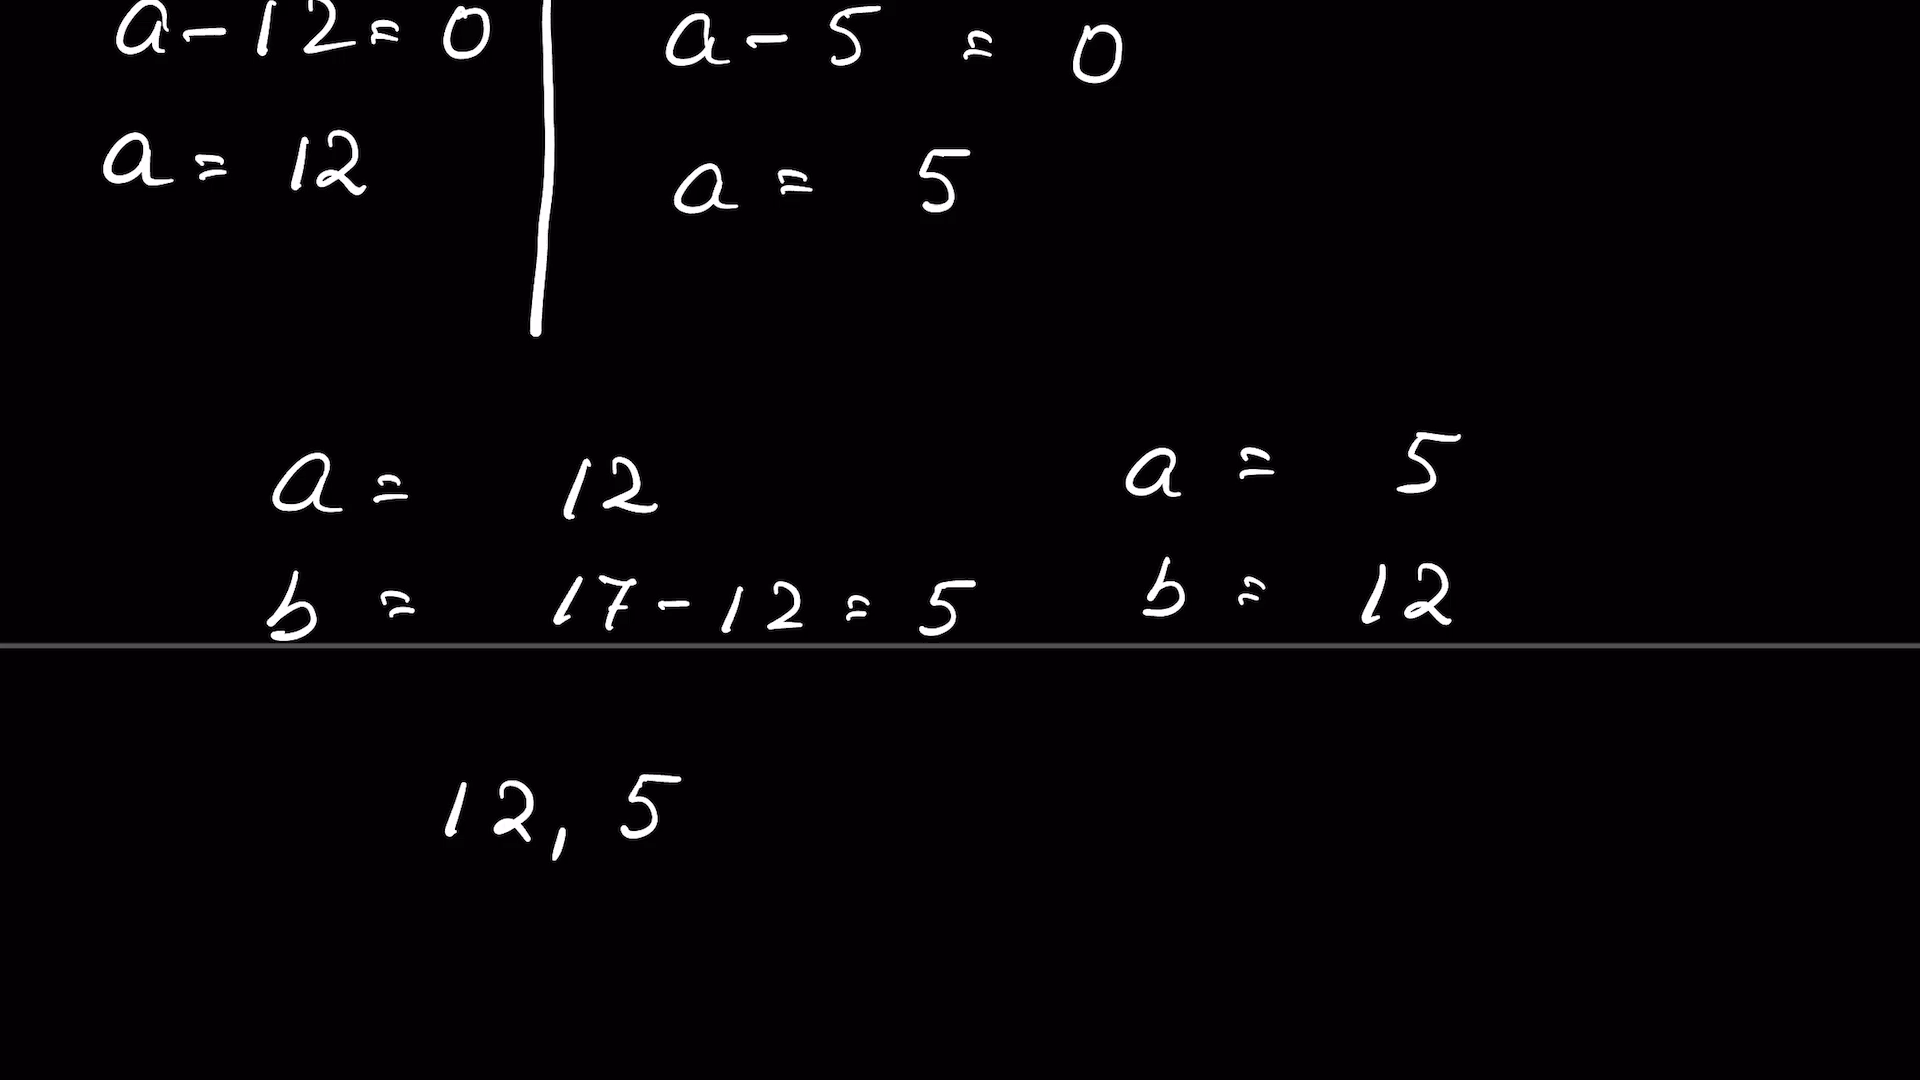 a - 12 = 0
a = 12
a - 5 = 0
a = 5
a = 12
b = 17 - 12 = 5
a = 5
b = 12
12, 5